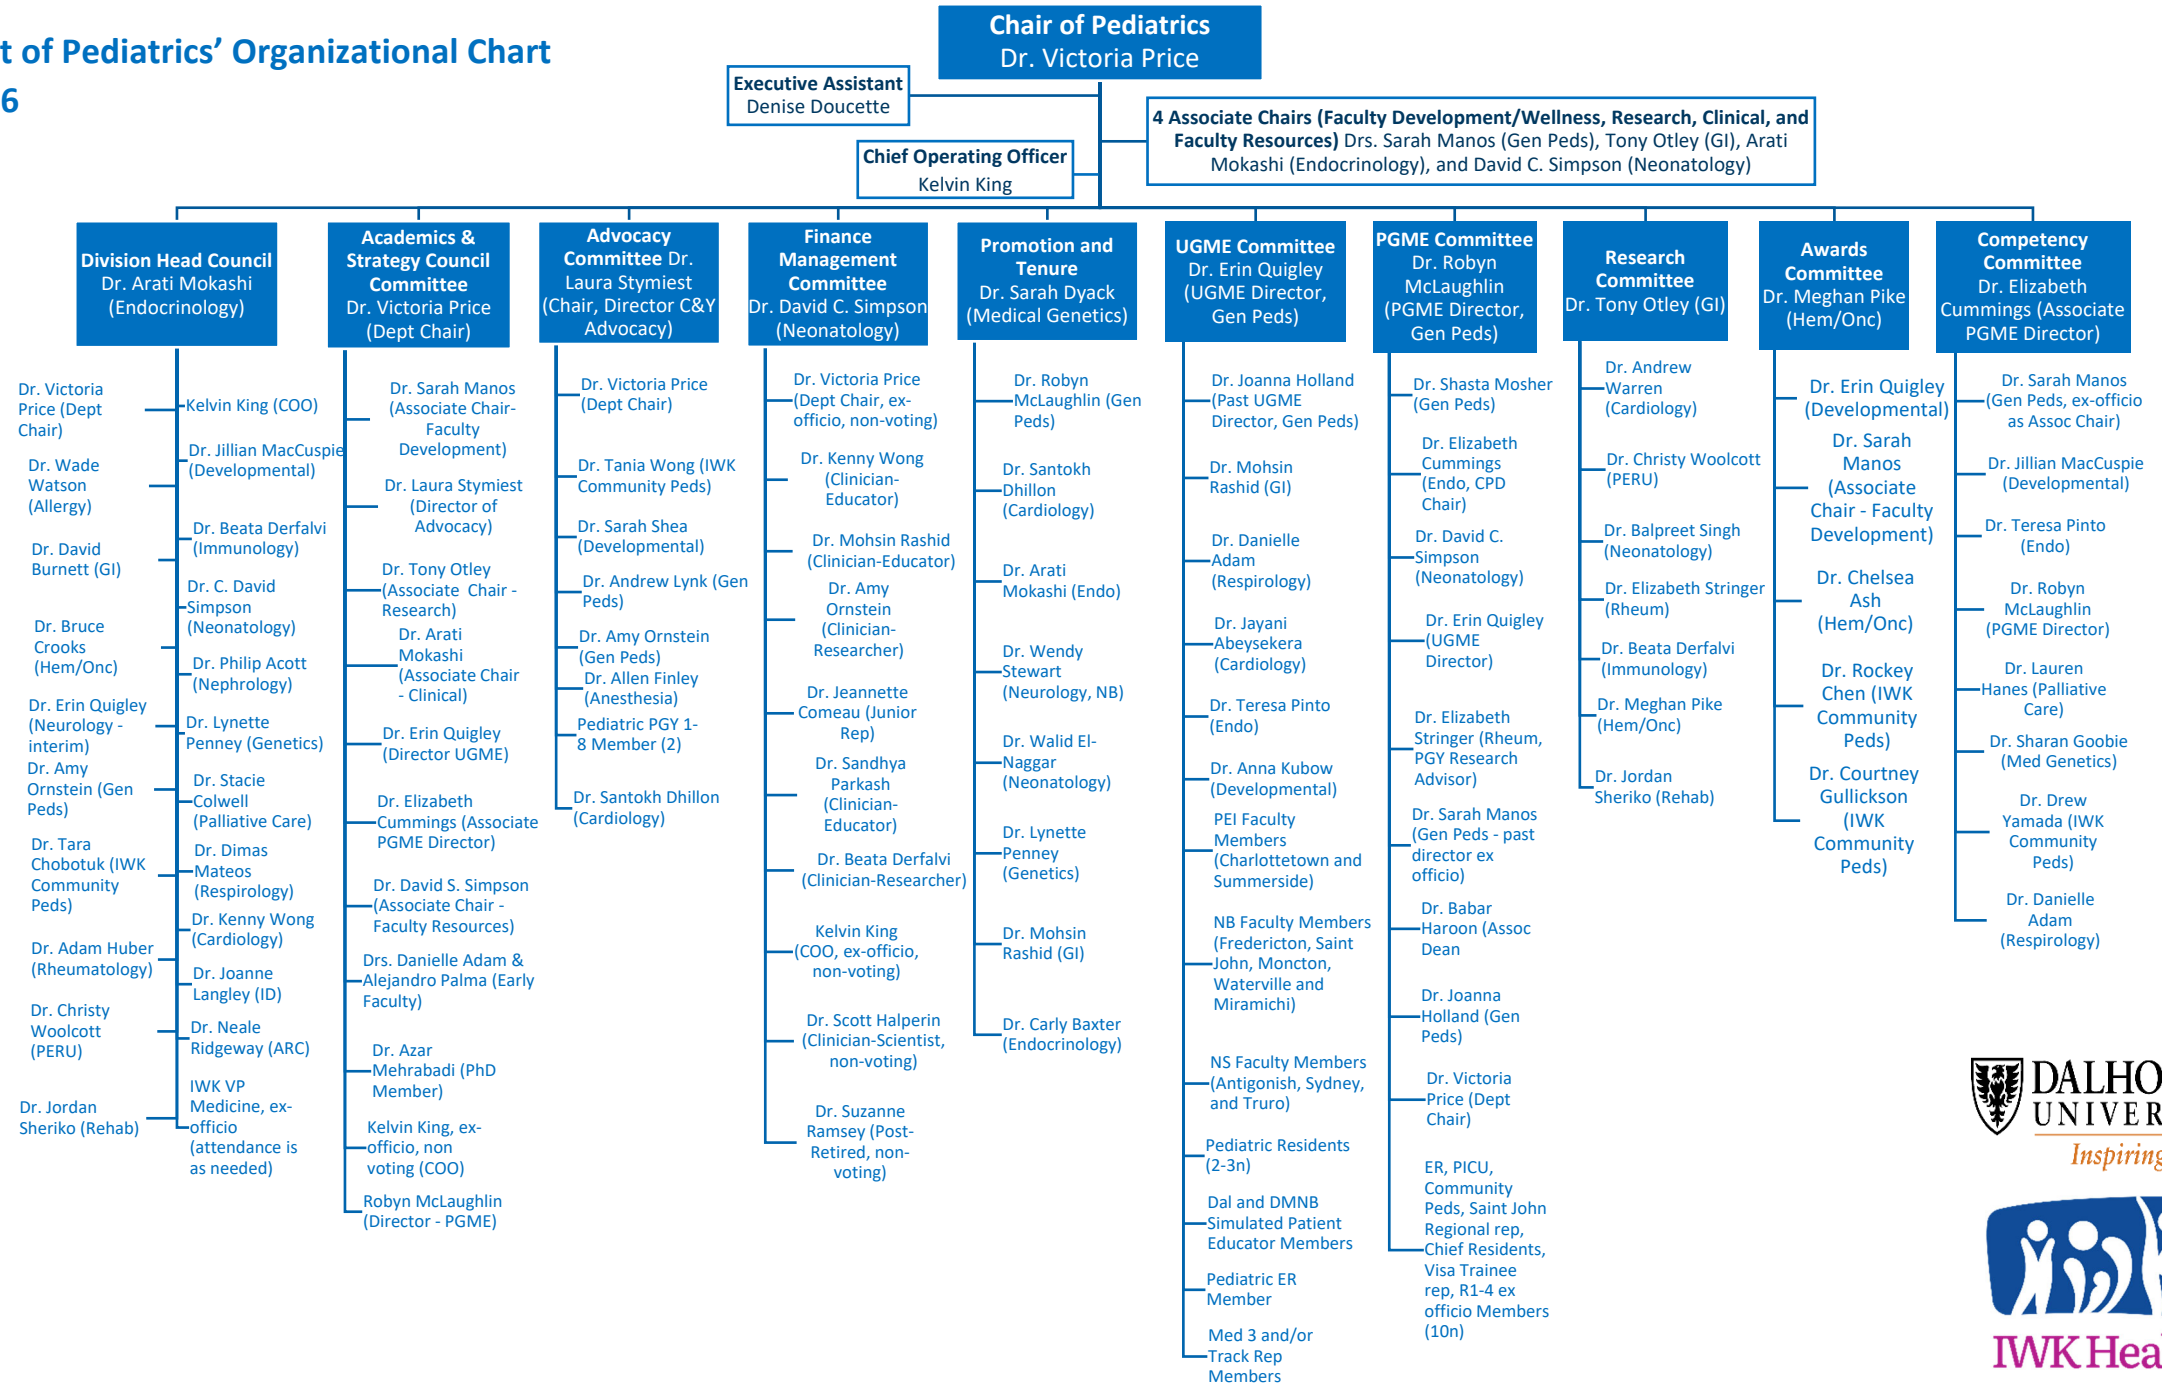 t of Pediatrics’ Organizational Chart
6
Chair of Pediatrics
Dr. Victoria Price
Executive Assistant
Denise Doucette
4 Associate Chairs (Faculty Development/Wellness, Research, Clinical, and
Faculty Resources) Drs. Sarah Manos (Gen Peds), Tony Otley (GI), Arati
Mokashi (Endocrinology), and David C. Simpson (Neonatology)
Chief Operating Officer
Kelvin King
Division Head Council
Dr. Arati Mokashi
(Endocrinology)
Dr. Victoria
Price (Dept
Chair)
Kelvin King (COO)
Dr. Wade
Watson
(Allergy)
Dr. Jillian MacCuspie
(Developmental)
Dr. David
Burnett (GI)
Dr. Beata Derfalvi
(Immunology)
Dr. Bruce
Crooks
(Hem/Onc)
Dr. C. David
Simpson
(Neonatology)
Dr. Philip Acott
(Nephrology)
Dr. Erin Quigley
(Neurology -
interim)
Dr. Lynette
Penney (Genetics)
Dr. Amy
Ornstein (Gen
Peds)
Dr. Stacie
Colwell
(Palliative Care)
Dr. Tara
Chobotuk (IWK
Community
Peds)
Dr. Dimas
Mateos
(Respirology)
Dr. Kenny Wong
(Cardiology)
Dr. Adam Huber
(Rheumatology)
Dr. Joanne
Langley (ID)
Dr. Christy
Woolcott
(PERU)
Dr. Neale
Ridgeway (ARC)
Dr. Jordan
Sheriko (Rehab)
IWK VP
Medicine, ex-
officio
(attendance is
as needed)
Academics &
Strategy Council
Committee
Dr. Victoria Price
(Dept Chair)
Dr. Sarah Manos
(Associate Chair-
Faculty
Development)
Dr. Laura Stymiest
(Director of
Advocacy)
Dr. Tony Otley
(Associate Chair -
Research)
Dr. Arati
Mokashi
(Associate Chair
- Clinical)
Dr. Erin Quigley
(Director UGME)
Dr. Elizabeth
Cummings (Associate
PGME Director)
Dr. David S. Simpson
(Associate Chair -
Faculty Resources)
Drs. Danielle Adam &
Alejandro Palma (Early
Faculty)
Dr. Azar
Mehrabadi (PhD
Member)
Kelvin King, ex-
officio, non
voting (COO)
Robyn McLaughlin
(Director - PGME)
Advocacy
Committee Dr.
Laura Stymiest
(Chair, Director C&Y
Advocacy)
Dr. Victoria Price
(Dept Chair)
Dr. Tania Wong (IWK
Community Peds)
Dr. Sarah Shea
(Developmental)
Dr. Andrew Lynk (Gen
Peds)
Dr. Amy Ornstein
(Gen Peds)
Dr. Allen Finley
(Anesthesia)
Pediatric PGY 1-
8 Member (2)
Dr. Santokh Dhillon
(Cardiology)
Finance
Management
Committee
Dr. David C. Simpson
(Neonatology)
Dr. Victoria Price
(Dept Chair, ex-
officio, non-voting)
Dr. Kenny Wong
(Clinician-
Educator)
Dr. Mohsin Rashid
(Clinician-Educator)
Dr. Amy
Ornstein
(Clinician-
Researcher)
Dr. Jeannette
Comeau (Junior
Rep)
Dr. Sandhya
Parkash
(Clinician-
Educator)
Dr. Beata Derfalvi
(Clinician-Researcher)
Kelvin King
(COO, ex-officio,
non-voting)
Dr. Scott Halperin
(Clinician-Scientist,
non-voting)
Dr. Suzanne
Ramsey (Post-
Retired, non-
voting)
Promotion and
Tenure
Dr. Sarah Dyack
(Medical Genetics)
Dr. Robyn
McLaughlin (Gen
Peds)
Dr. Santokh
Dhillon
(Cardiology)
Dr. Arati
Mokashi (Endo)
Dr. Wendy
Stewart
(Neurology, NB)
Dr. Walid El-
Naggar
(Neonatology)
Dr. Lynette
Penney
(Genetics)
Dr. Mohsin
Rashid (GI)
Dr. Carly Baxter
(Endocrinology)
UGME Committee
Dr. Erin Quigley
(UGME Director,
Gen Peds)
Dr. Joanna Holland
(Past UGME
Director, Gen Peds)
Dr. Mohsin
Rashid (GI)
Dr. Danielle
Adam
(Respirology)
Dr. Jayani
Abeysekera
(Cardiology)
Dr. Teresa Pinto
(Endo)
Dr. Anna Kubow
(Developmental)
PEI Faculty
Members
(Charlottetown and
Summerside)
NB Faculty Members
(Fredericton, Saint
John, Moncton,
Waterville and
Miramichi)
NS Faculty Members
(Antigonish, Sydney,
and Truro)
Pediatric Residents
(2-3n)
Dal and DMNB
Simulated Patient
Educator Members
Pediatric ER
Member
Med 3 and/or
Track Rep
Members
PGME Committee
Dr. Robyn
McLaughlin
(PGME Director,
Gen Peds)
Dr. Shasta Mosher
(Gen Peds)
Dr. Elizabeth
Cummings
(Endo, CPD
Chair)
Dr. David C.
Simpson
(Neonatology)
Dr. Erin Quigley
(UGME
Director)
Dr. Elizabeth
Stringer (Rheum,
PGY Research
Advisor)
Dr. Sarah Manos
(Gen Peds - past
director ex
officio)
Dr. Babar
Haroon (Assoc
Dean
Dr. Joanna
Holland (Gen
Peds)
Dr. Victoria
Price (Dept
Chair)
ER, PICU,
Community
Peds, Saint John
Regional rep,
Chief Residents,
Visa Trainee
rep, R1-4 ex
officio Members
(10n)
Research
Committee
Dr. Tony Otley (GI)
Dr. Andrew
Warren
(Cardiology)
Dr. Christy Woolcott
(PERU)
Dr. Balpreet Singh
(Neonatology)
Dr. Elizabeth Stringer
(Rheum)
Dr. Beata Derfalvi
(Immunology)
Dr. Meghan Pike
(Hem/Onc)
Dr. Jordan
Sheriko (Rehab)
Awards
Committee
Dr. Meghan Pike
(Hem/Onc)
Dr. Erin Quigley
(Developmental)
Dr. Sarah
Manos
(Associate
Chair - Faculty
Development)
Dr. Chelsea
Ash
(Hem/Onc)
Dr. Rockey
Chen (IWK
Community
Peds)
Dr. Courtney
Gullickson
(IWK
Community
Peds)
Competency
Committee
Dr. Elizabeth
Cummings (Associate
PGME Director)
Dr. Sarah Manos
(Gen Peds, ex-officio
as Assoc Chair)
Dr. Jillian MacCuspie
(Developmental)
Dr. Teresa Pinto
(Endo)
Dr. Robyn
McLaughlin
(PGME Director)
Dr. Lauren
Hanes (Palliative
Care)
Dr. Sharan Goobie
(Med Genetics)
Dr. Drew
Yamada (IWK
Community
Peds)
Dr. Danielle
Adam
(Respirology)
DALHO
UNIVER
Inspiring
IWK Hea